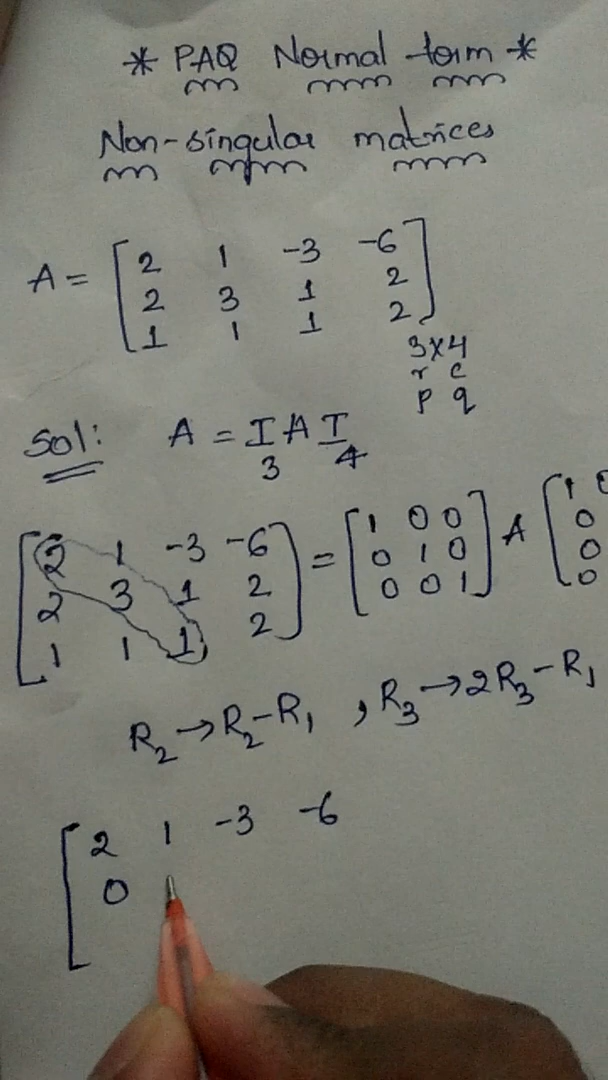 * PAQ Normal form *
Non-singular matrices
A = [ 2 1 -3 -6
2 3 1 2
1 1 1 2 ]
3×4
r c
p q
Sol: A = I₃ A I₄
[ 2 1 -3 -6 ] = [ 1 0 0 ] A [ 1 0
2 3 1 2 0 1 0 0
1 1 1 2 0 0 1 0
0
R₂→R₂-R₁ , R₃→2R₃-R₁
[ 2 1 -3 -6
0